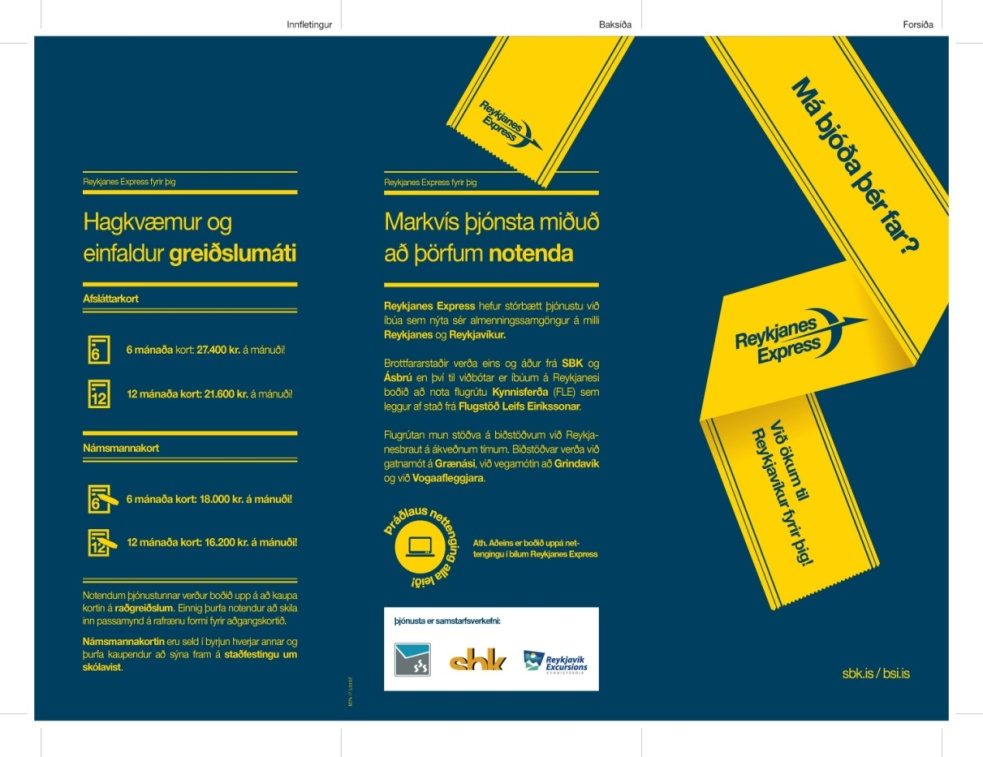 Innfletingur
Baksíða
Forsíða
Reykjanes Express fyrir þig
Hagkvæmur og
einfaldur greiðslumáti
Afsláttarkort
6
6 mánaða kort: 27.400 kr. á mánuði!
12
12 mánaða kort: 21.600 kr. á mánuði!
Námsmannakort
6
6 mánaða kort: 18.000 kr. á mánuði!
12
12 mánaða kort: 16.200 kr. á mánuði!
Notendum þjónustunnar verður boðið upp á að kaupa
kortin á raðgreiðslum. Einnig þurfa notendur að skila
inn passamynd á rafrænu formi fyrir aðgangskortið.
Námsmannakortin eru seld í byrjun hverjar annar og
þurfa kaupendur að sýna fram á staðfestingu um
skólavist.
Reykjanes
Express
Reykjanes Express fyrir þig
Markvís þjónsta miðuð
að þörfum notenda
Reykjanes Express hefur stórbætt þjónustu við
íbúa sem nýta sér almenningssamgöngur á milli
Reykjanes og Reykjavíkur.
Brottfararstaðir verða eins og áður frá SBK og
Ásbrú en því til viðbótar er íbúum á Reykjanesi
boðið að nota flugrútu Kynnisferða (FLE) sem
leggur af stað frá Flugstöð Leifs Eiríkssonar.
Flugrútan mun stöðva á biðstöðvum við Reykja-
nesbraut á ákveðnum tímum. Biðstöðvar verða við
gatnamót á Grænási, við vegamótin að Grindavík
og við Vogaafleggjara.
Þráðlaus nettenging alla leið!
Ath. Aðeins er boðið uppá net-
tengingu í bílum Reykjanes Express
þjónusta er samstarfsverkefni:
sss
sbk
Reykjavik
Excursions
KYNNISFERÐIR
Má bjóða þér far?
Reykjanes
Express
Við ökum til
Reykjavíkur fyrir þig!
sbk.is / bsi.is